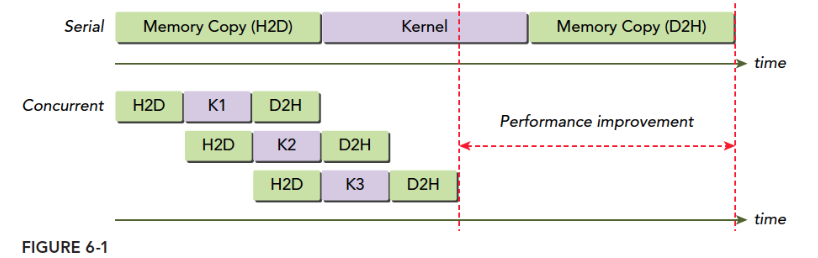 Serial Memory Copy (H2D) Kernel Memory Copy (D2H)
time
Concurrent H2D K1 D2H
Performance improvement
H2D K2 D2H
H2D K3 D2H
time
FIGURE 6-1